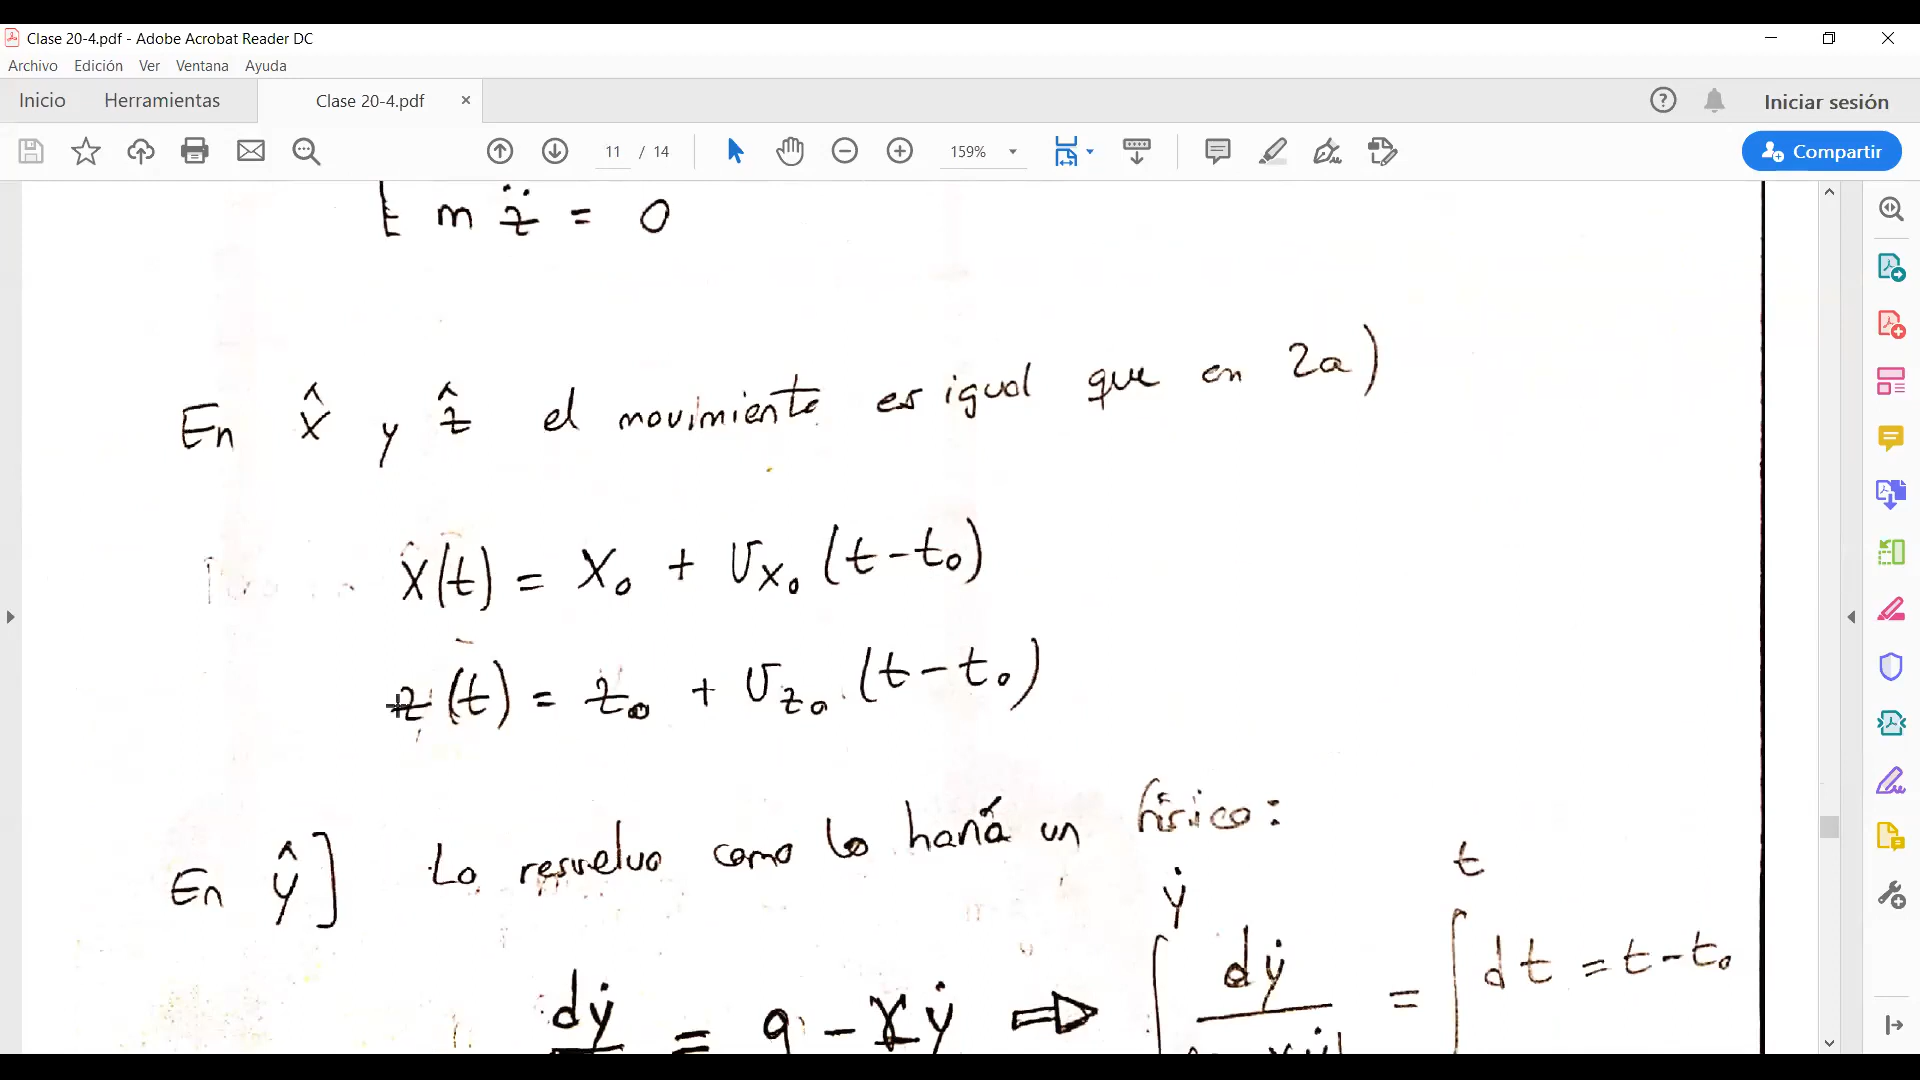 Clase 20-4.pdf - Adobe Acrobat Reader DC
Archivo Edición Ver Ventana Ayuda
Inicio Herramientas Clase 20-4.pdf × Iniciar sesión
11 / 14 159% Compartir
m z̈ = 0
En x̂ y ẑ el movimiento es igual que en 2a)
x(t) = x₀ + vₓ₀ (t-t₀)
z(t) = z₀ + v_z₀ (t-t₀)
En ŷ] Lo resuelvo como lo haría un físico:
dẏ = g - γẏ ⇒ ∫ẏ dẏ = ∫t dt = t-t₀